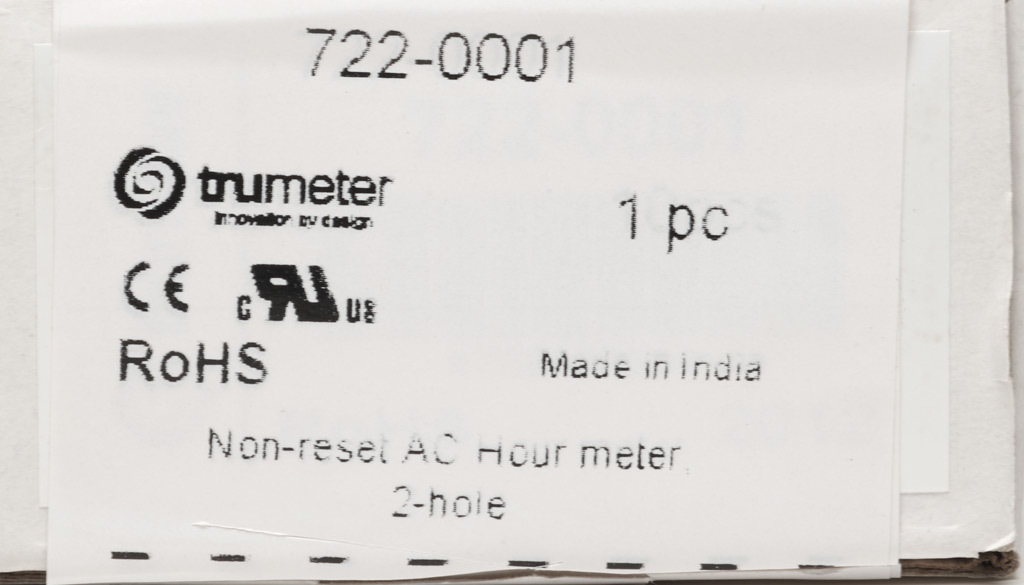 722-0001
trumeter
innovation by design
1 pc
CE c RU US
RoHS
Made in India
Non-reset AC Hour meter
2-hole